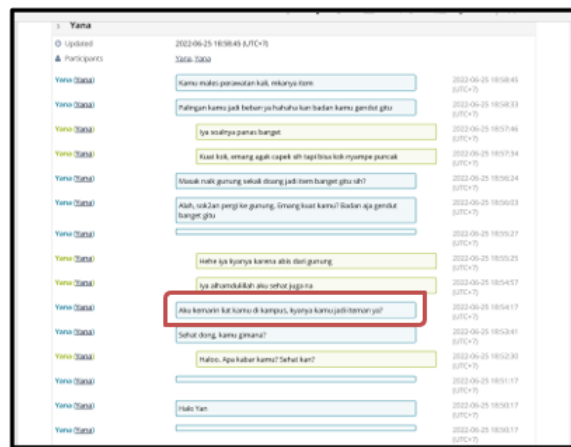 Yana
Updated
2022-06-25 18:58:45 (UTC+7)
Participants
Yana, Yana
Yana (Yana)
Kamu males perawatan kali, mkanya item
2022-06-25 18:58:45
(UTC+7)
Yana (Yana)
Palingan kamu jadi beban ya hahaha kan badan kamu gendut gitu
2022-06-25 18:58:33
(UTC+7)
Yana (Yana)
Iya soalnya panas banget
2022-06-25 18:57:46
(UTC+7)
Yana (Yana)
Kuat kok, emang agak capek sih tapi bisa kok nyampe puncak
2022-06-25 18:57:34
(UTC+7)
Yana (Yana)
Masak naik gunung sekali doang jadi item banget gitu sih?
2022-06-25 18:56:24
(UTC+7)
Yana (Yana)
Alah, sok2an pergi ke gunung. Emang kuat kamu? Badan aja gendut
banget gitu
2022-06-25 18:56:03
(UTC+7)
Yana (Yana)
2022-06-25 18:55:27
(UTC+7)
Yana (Yana)
Hehe iya kyanya karena abis dari gunung
2022-06-25 18:55:25
(UTC+7)
Yana (Yana)
Iya alhamdulillah aku sehat juga na
2022-06-25 18:54:57
(UTC+7)
Yana (Yana)
Aku kemarin liat kamu di kampus, kyanya kamu jadi iteman ya?
2022-06-25 18:54:17
(UTC+7)
Yana (Yana)
Sehat dong, kamu gimana?
2022-06-25 18:53:41
(UTC+7)
Yana (Yana)
Haloo. Apa kabar kamu? Sehat kan?
2022-06-25 18:52:30
(UTC+7)
Yana (Yana)
2022-06-25 18:51:17
(UTC+7)
Yana (Yana)
Halo Yan
2022-06-25 18:50:17
(UTC+7)
Yana (Yana)
2022-06-25 18:50:17
(UTC+7)